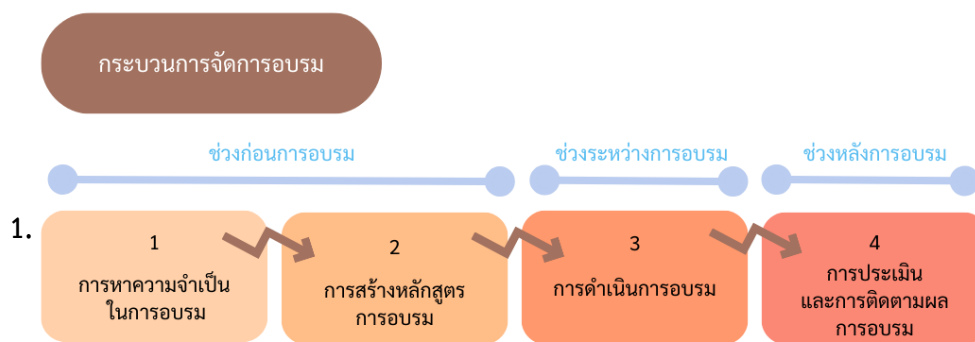 กระบวนการจัดการอบรม
ช่วงก่อนการอบรม
ช่วงระหว่างการอบรม
ช่วงหลังการอบรม
1.
1
การหาความจำเป็น
ในการอบรม
2
การสร้างหลักสูตร
การอบรม
3
การดำเนินการอบรม
4
การประเมิน
และการติดตามผล
การอบรม